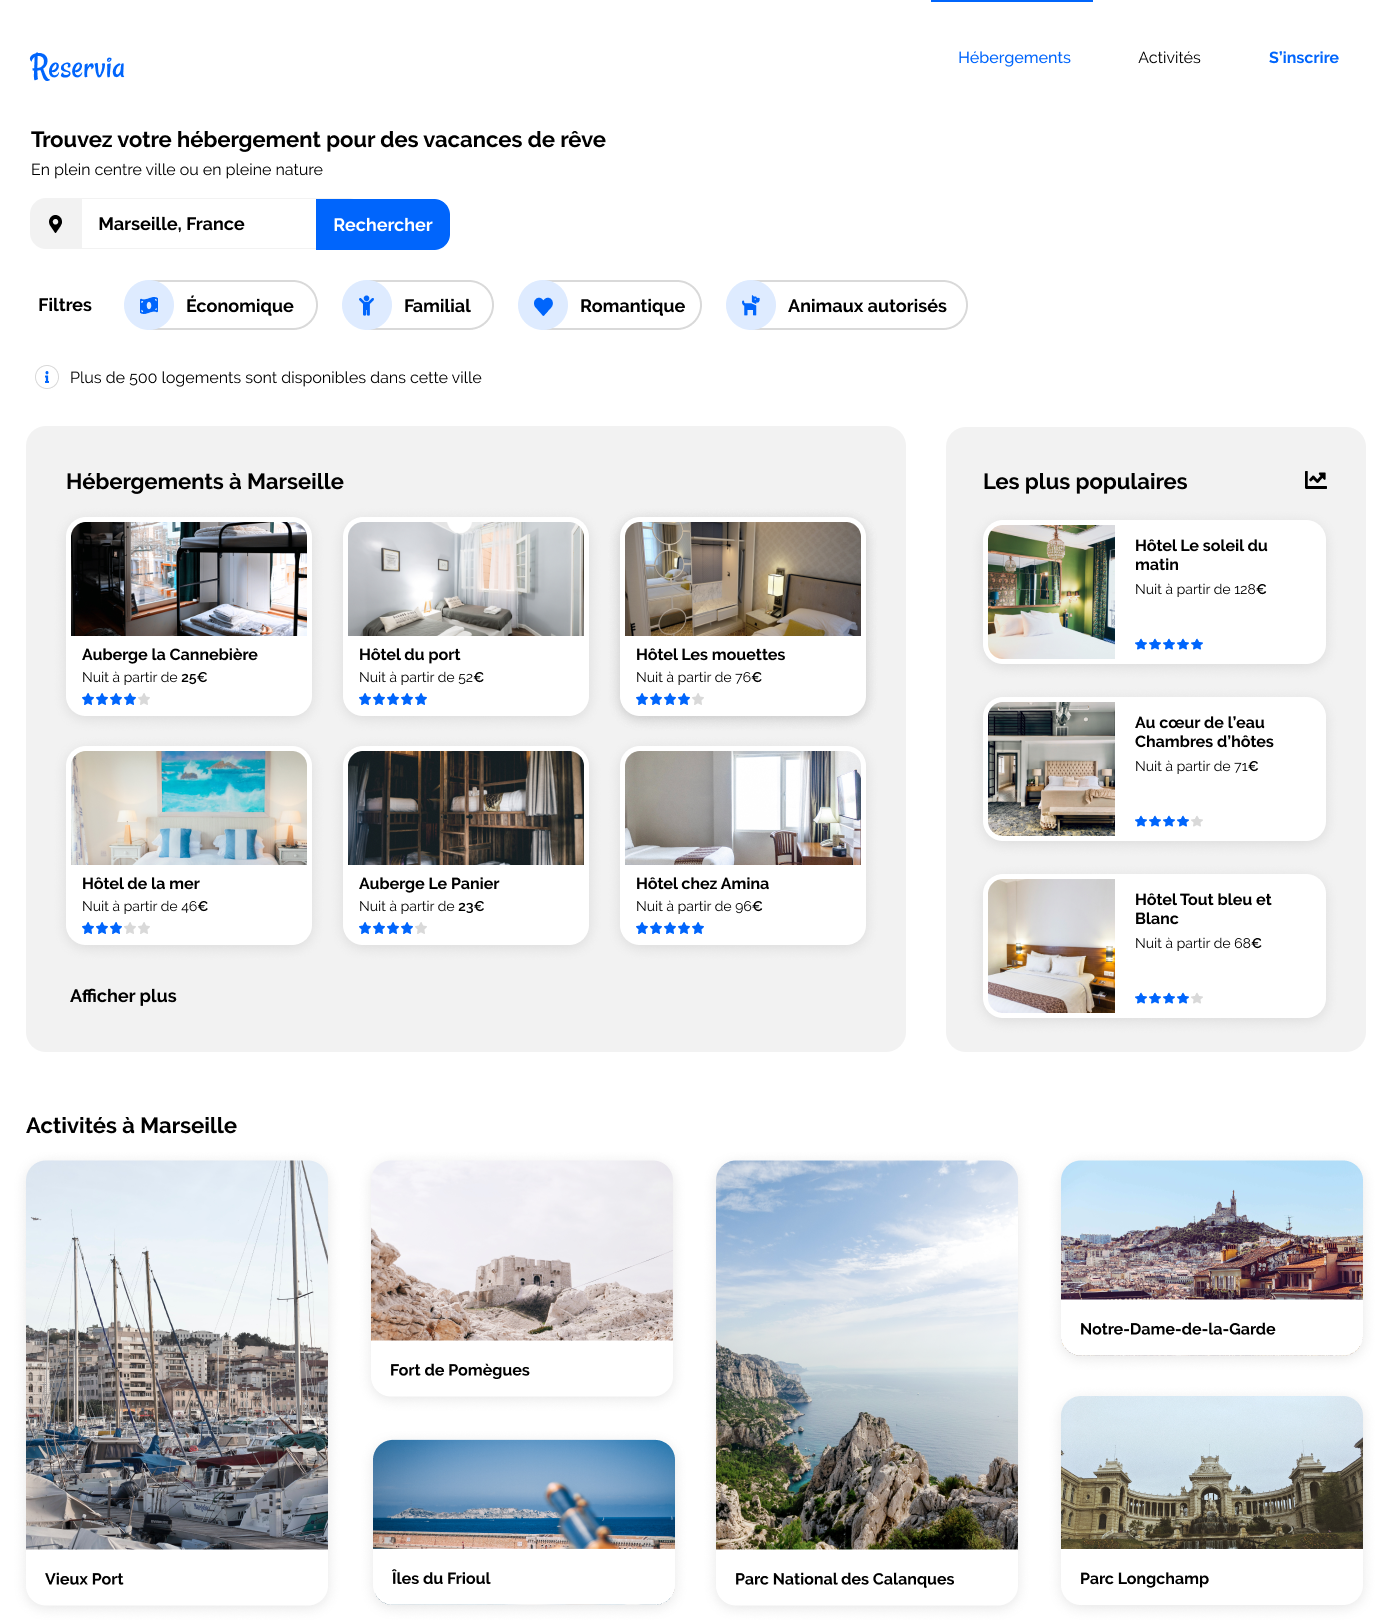 Reservia
Hébergements
Activités
S'inscrire
Trouvez votre hébergement pour des vacances de rêve
En plein centre ville ou en pleine nature
Marseille, France
Rechercher
Filtres
Économique
Familial
Romantique
Animaux autorisés
Plus de 500 logements sont disponibles dans cette ville
Hébergements à Marseille
Auberge la Cannebière
Nuit à partir de 25€
Hôtel du port
Nuit à partir de 52€
Hôtel Les mouettes
Nuit à partir de 76€
Hôtel de la mer
Nuit à partir de 46€
Auberge Le Panier
Nuit à partir de 23€
Hôtel chez Amina
Nuit à partir de 96€
Afficher plus
Les plus populaires
Hôtel Le soleil du
matin
Nuit à partir de 128€
Au cœur de l'eau
Chambres d'hôtes
Nuit à partir de 71€
Hôtel Tout bleu et
Blanc
Nuit à partir de 68€
Activités à Marseille
Vieux Port
Fort de Pomègues
Îles du Frioul
Parc National des Calanques
Notre-Dame-de-la-Garde
Parc Longchamp